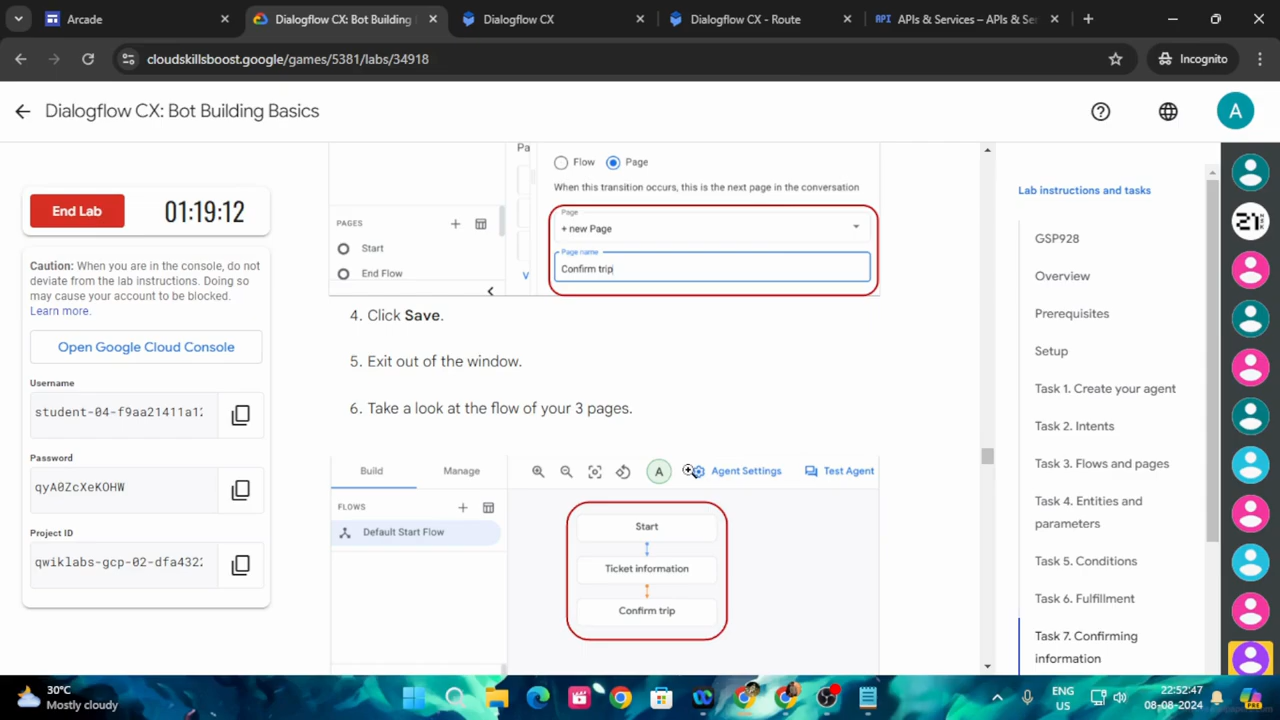 Arcade
Dialogflow CX: Bot Building
Dialogflow CX
Dialogflow CX - Route
API APIs & Services – APIs & Se
cloudskillsboost.google/games/5381/labs/34918
Incognito
Dialogflow CX: Bot Building Basics
A
End Lab
01:19:12
Caution: When you are in the console, do not
deviate from the lab instructions. Doing so
may cause your account to be blocked.
Learn more.
Open Google Cloud Console
Username
student-04-f9aa21411a12
Password
qyA0ZcXeKOHW
Project ID
qwiklabs-gcp-02-dfa4322
Pa
Flow
Page
When this transition occurs, this is the next page in the conversation
PAGES
Start
End Flow
Page
+ new Page
Page name
Confirm trip
V
4. Click Save.
5. Exit out of the window.
6. Take a look at the flow of your 3 pages.
Build
Manage
A
Agent Settings
Test Agent
FLOWS
Default Start Flow
Start
Ticket information
Confirm trip
Lab instructions and tasks
GSP928
Overview
Prerequisites
Setup
Task 1. Create your agent
Task 2. Intents
Task 3. Flows and pages
Task 4. Entities and
parameters
Task 5. Conditions
Task 6. Fulfillment
Task 7. Confirming
information
21
30°C
Mostly cloudy
ENG
US
22:52:47
08-08-2024
PRE